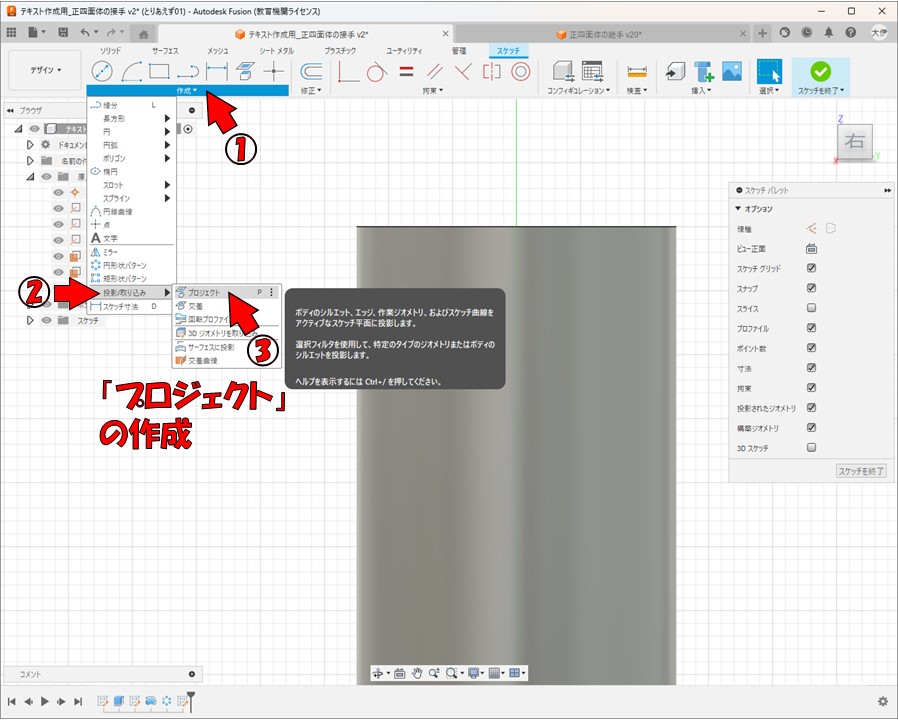 テキスト作成用_正四面体の接手 v2* (とりあえず01) - Autodesk Fusion (教育機関ライセンス)
テキスト作成用_正四面体の接手 v2*
正四面体の継手 v20*
大伊
デザイン
ソリッド
サーフェス
メッシュ
シート メタル
プラスチック
ユーティリティ
管理
スケッチ
作成
修正
拘束
コンフィギュレーション
検査
挿入
選択
スケッチを終了
①
ブラウザ
テキス
ドキュメン
名前の
原
スケッチ
線分 L
長方形
円
円弧
ポリゴン
楕円
スロット
スプライン
円錐曲線
点
文字
ミラー
円形状パターン
矩形状パターン
投影/取り込み
スケッチ寸法 D
②
プロジェクト P
交差
回転プロファイ
3D ジオメトリを取り込み
サーフェスに投影
交差曲線
③
ボディのシルエット、エッジ、作業ジオメトリ、およびスケッチ曲線を
アクティブなスケッチ平面に投影します。
選択フィルタを使用して、特定のタイプのジオメトリまたはボディの
シルエットを投影します。
ヘルプを表示するには Ctrl+/ を押してください。
「プロジェクト」
の作成
Z
右
X
Y
スケッチ パレット
オプション
線種
ビュー正面
スケッチ グリッド
スナップ
スライス
プロファイル
ポイント数
寸法
拘束
投影されたジオメトリ
構築ジオメトリ
3D スケッチ
スケッチを終了
コメント